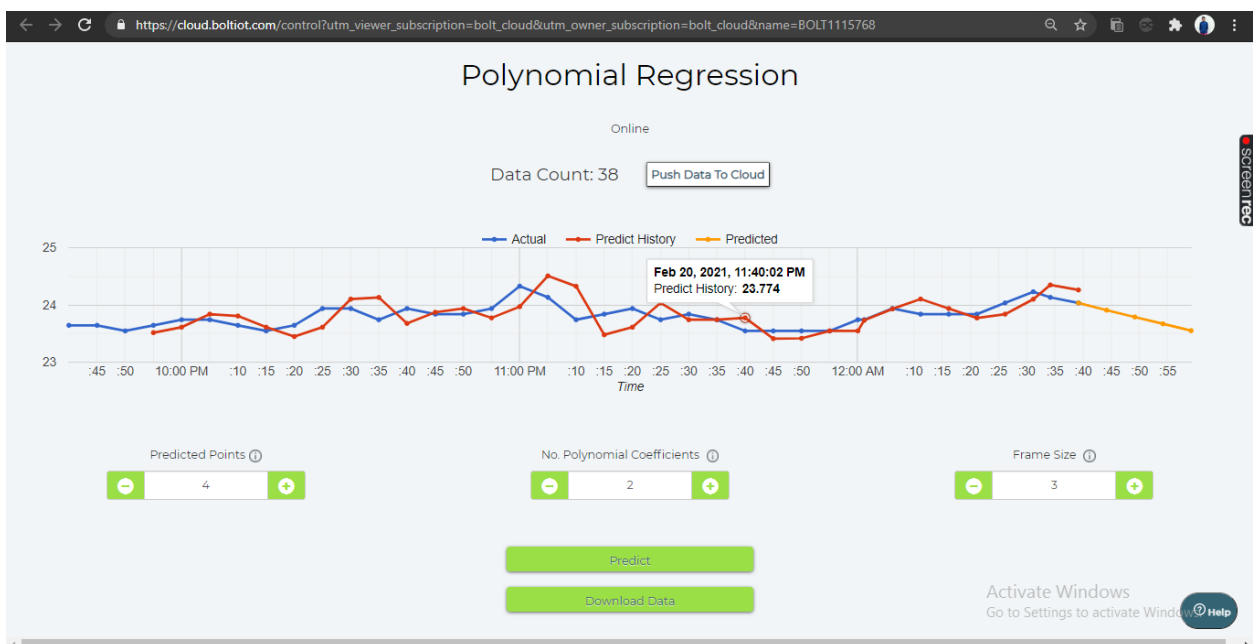 https://cloud.boltiot.com/control?utm_viewer_subscription=bolt_cloud&utm_owner_subscription=bolt_cloud&name=BOLT1115768
Polynomial Regression
Online
Data Count: 38 Push Data To Cloud
screenrec
Actual Predict History Predicted
25
Feb 20, 2021, 11:40:02 PM
Predict History: 23.774
24
23
:45 :50 10:00 PM :10 :15 :20 :25 :30 :35 :40 :45 :50 11:00 PM :10 :15 :20 :25 :30 :35 :40 :45 :50 12:00 AM :10 :15 :20 :25 :30 :35 :40 :45 :50 :55
Time
Predicted Points No. Polynomial Coefficients Frame Size
4 2 3
Predict
Download Data
Activate Windows
Go to Settings to activate Windows
Help